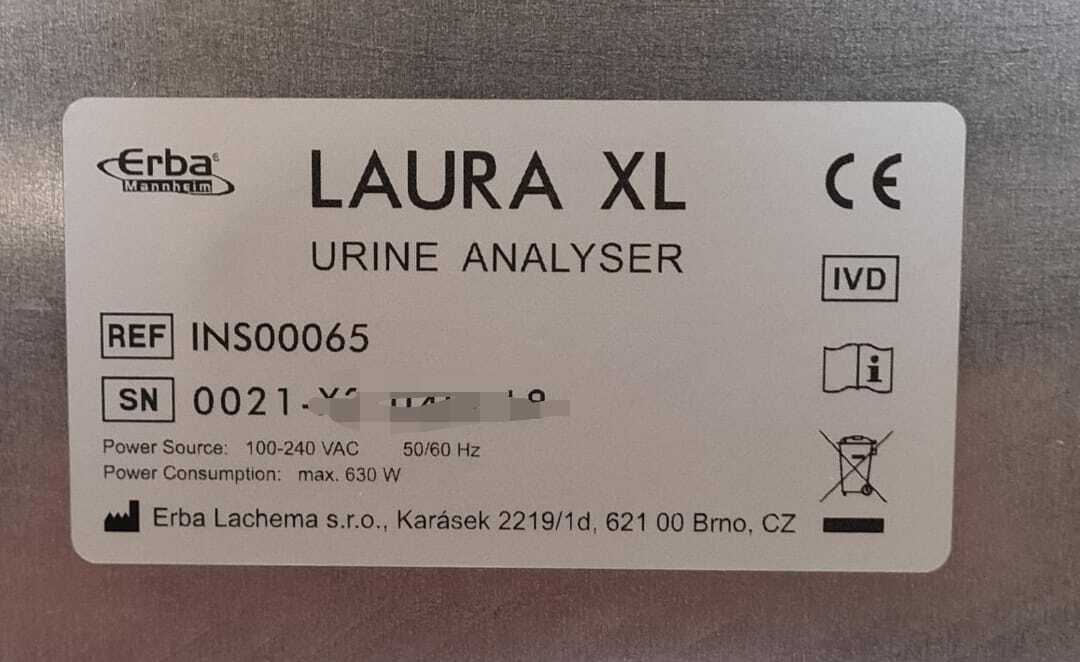 Erba®
Mannheim
LAURA XL
URINE ANALYSER
CE
IVD
REF INS00065
i
SN 0021-
Power Source: 100-240 VAC 50/60 Hz
Power Consumption: max. 630 W
Erba Lachema s.r.o., Karásek 2219/1d, 621 00 Brno, CZ